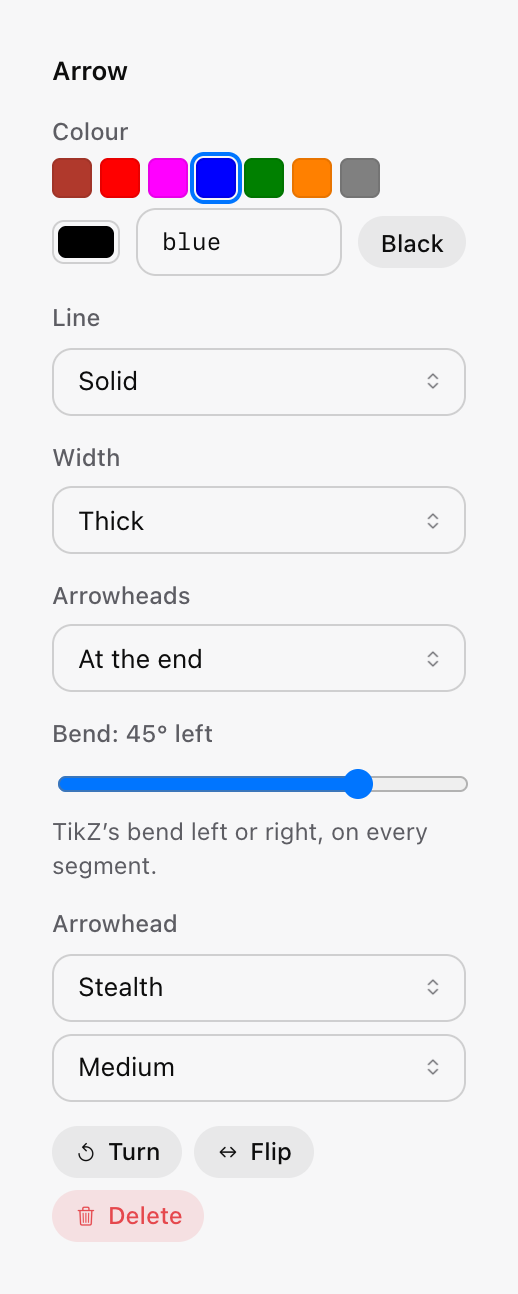 Arrow
Colour
blue
Black
Line
Solid
Width
Thick
Arrowheads
At the end
Bend: 45° left
TikZ’s bend left or right, on every
segment.
Arrowhead
Stealth
Medium
Turn
Flip
Delete